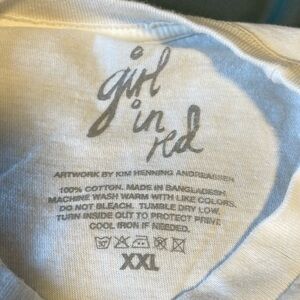 girl
in
red
ARTWORK BY KIM HENNING ANDREASSEN
100% COTTON. MADE IN BANGLADESH.
MACHINE WASH WARM WITH LIKE COLORS.
DO NOT BLEACH. TUMBLE DRY LOW.
TURN INSIDE OUT TO PROTECT PRINT.
COOL IRON IF NEEDED.
XXL